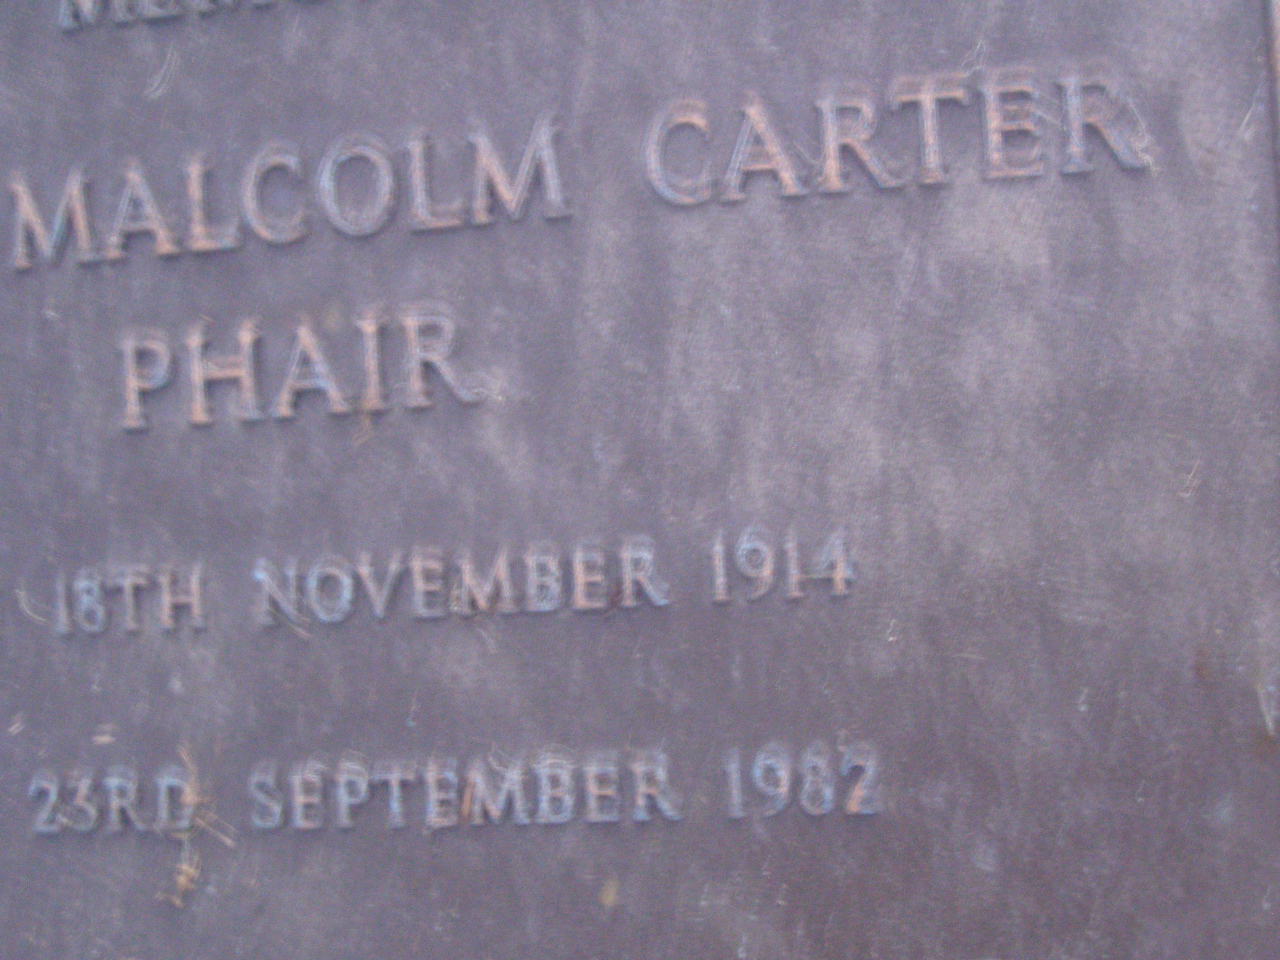 MALCOLM CARTER
PHAIR
18TH NOVEMBER 1914
23RD SEPTEMBER 1982